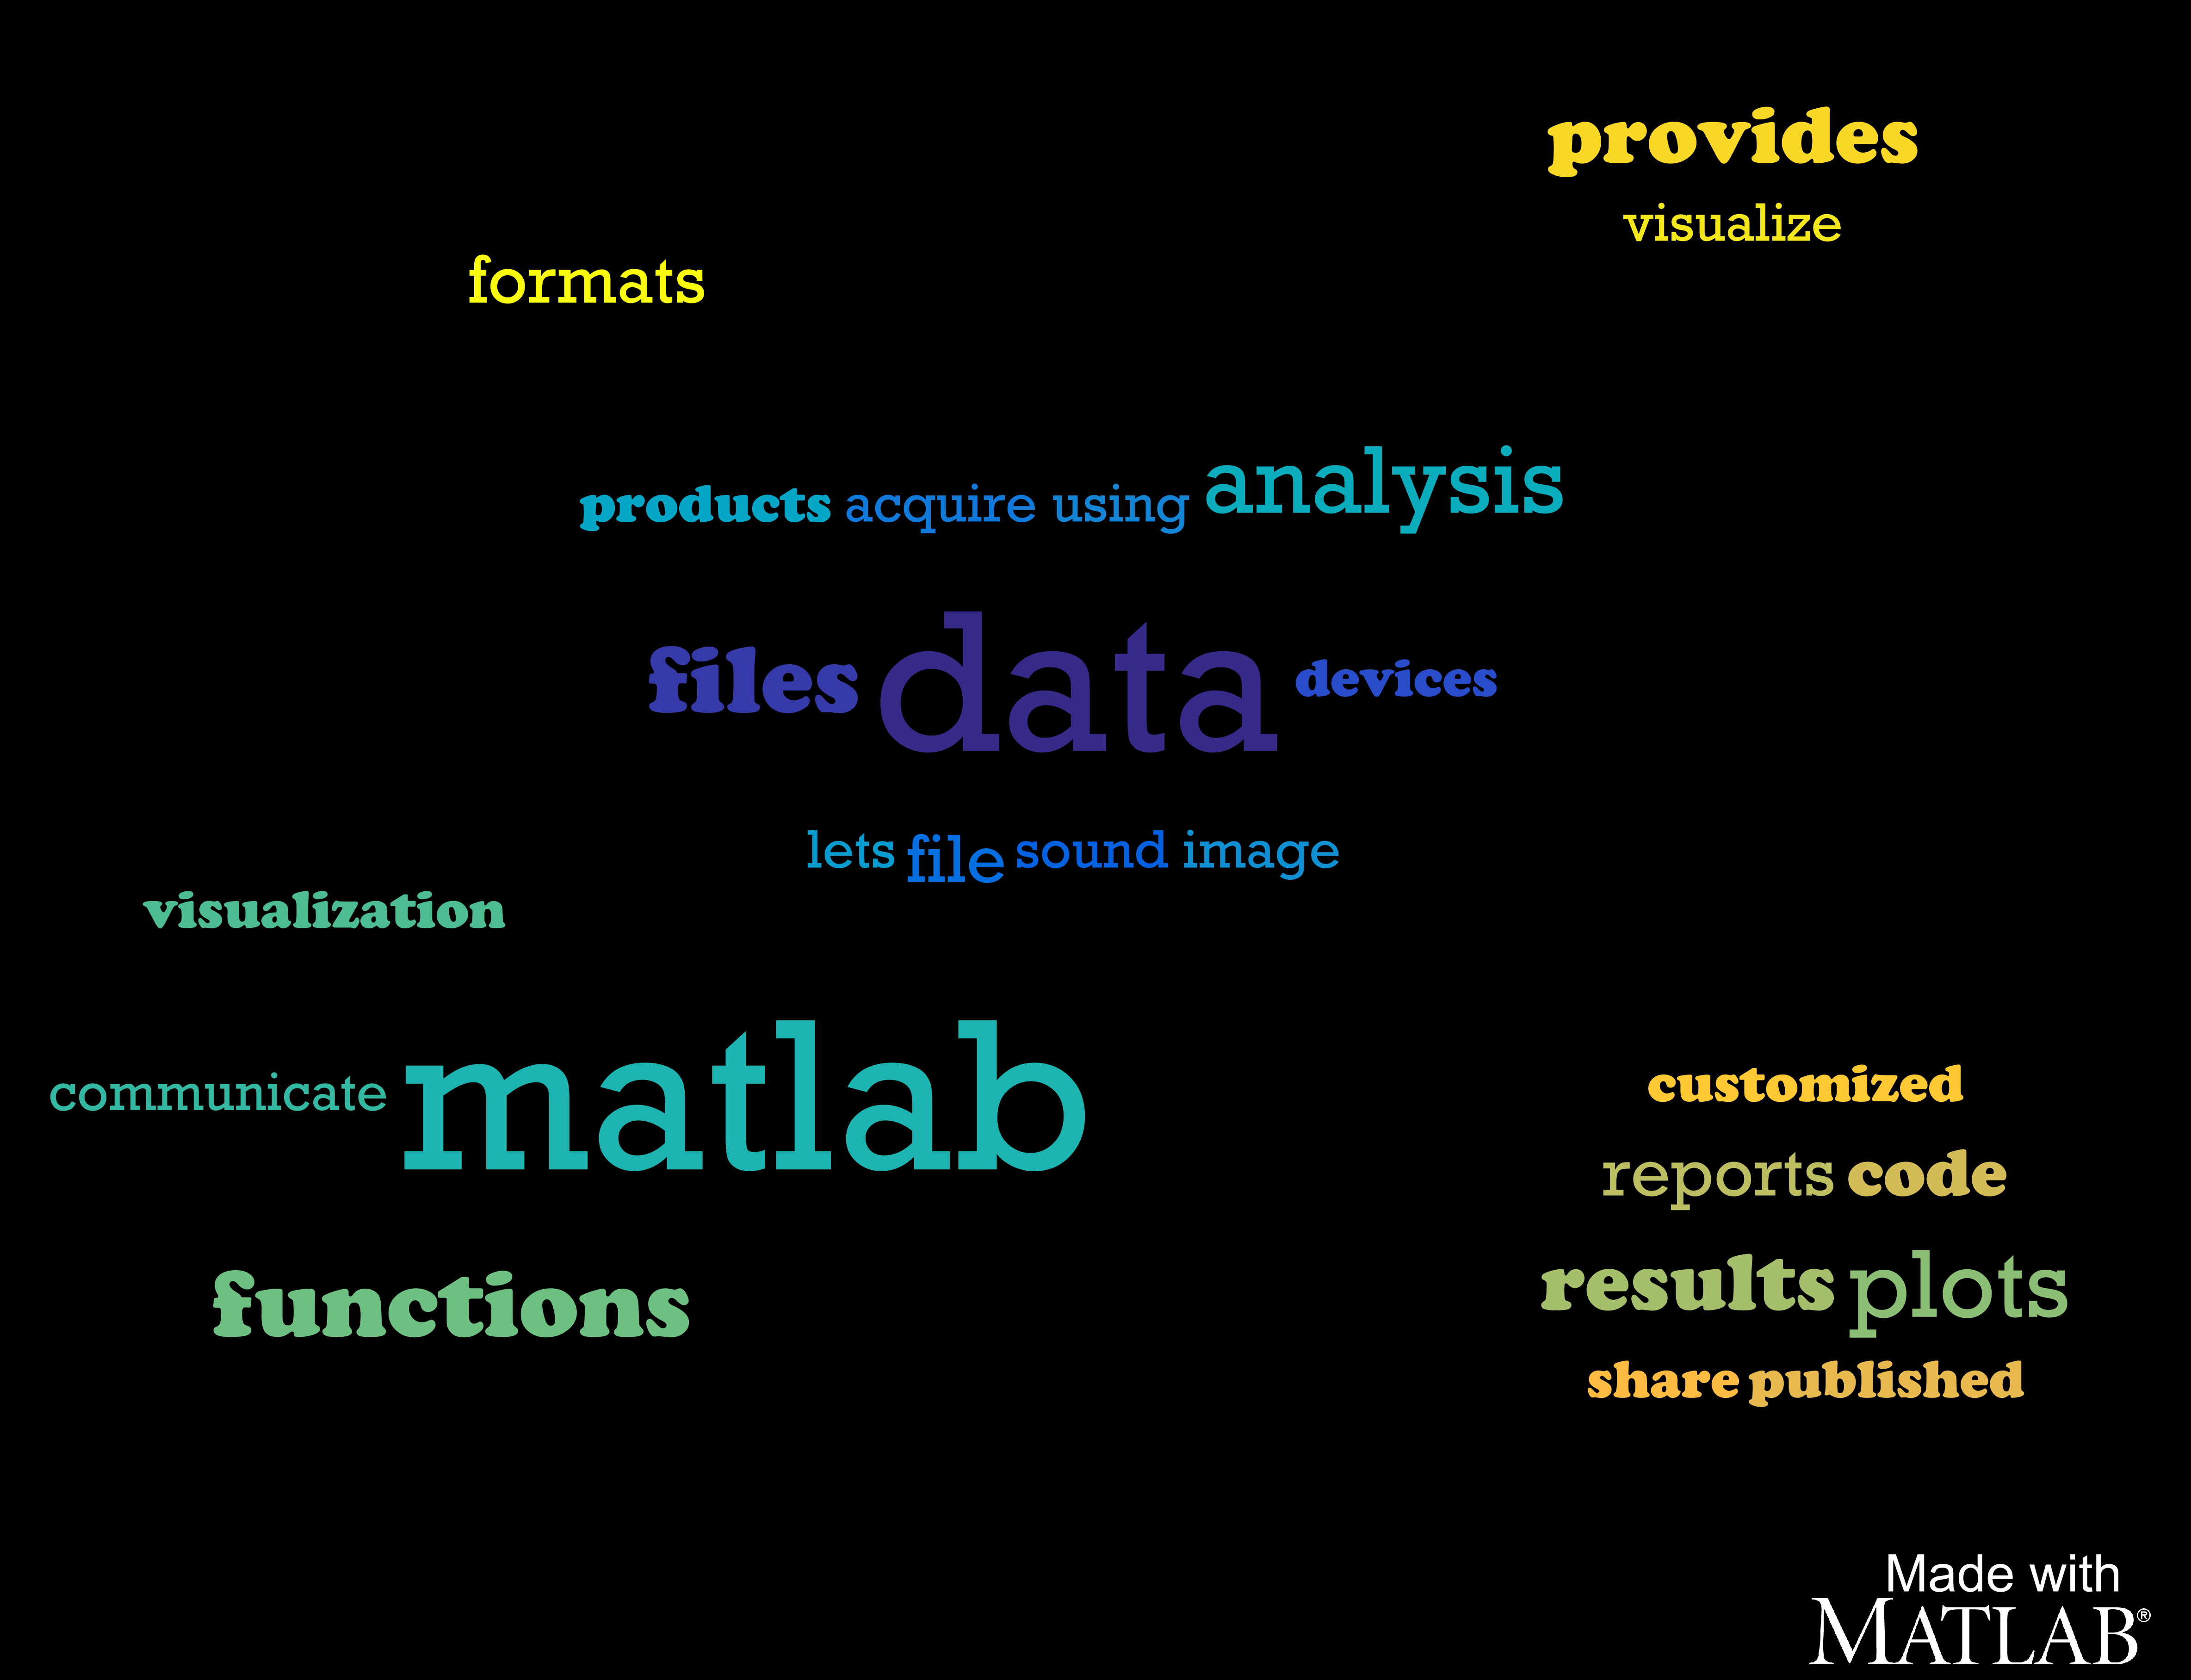 provides
visualize
formats
products acquire using analysis
files data devices
lets file sound image
visualization
communicate matlab
customized
reports code
results plots
functions
share published
Made with
MATLAB®